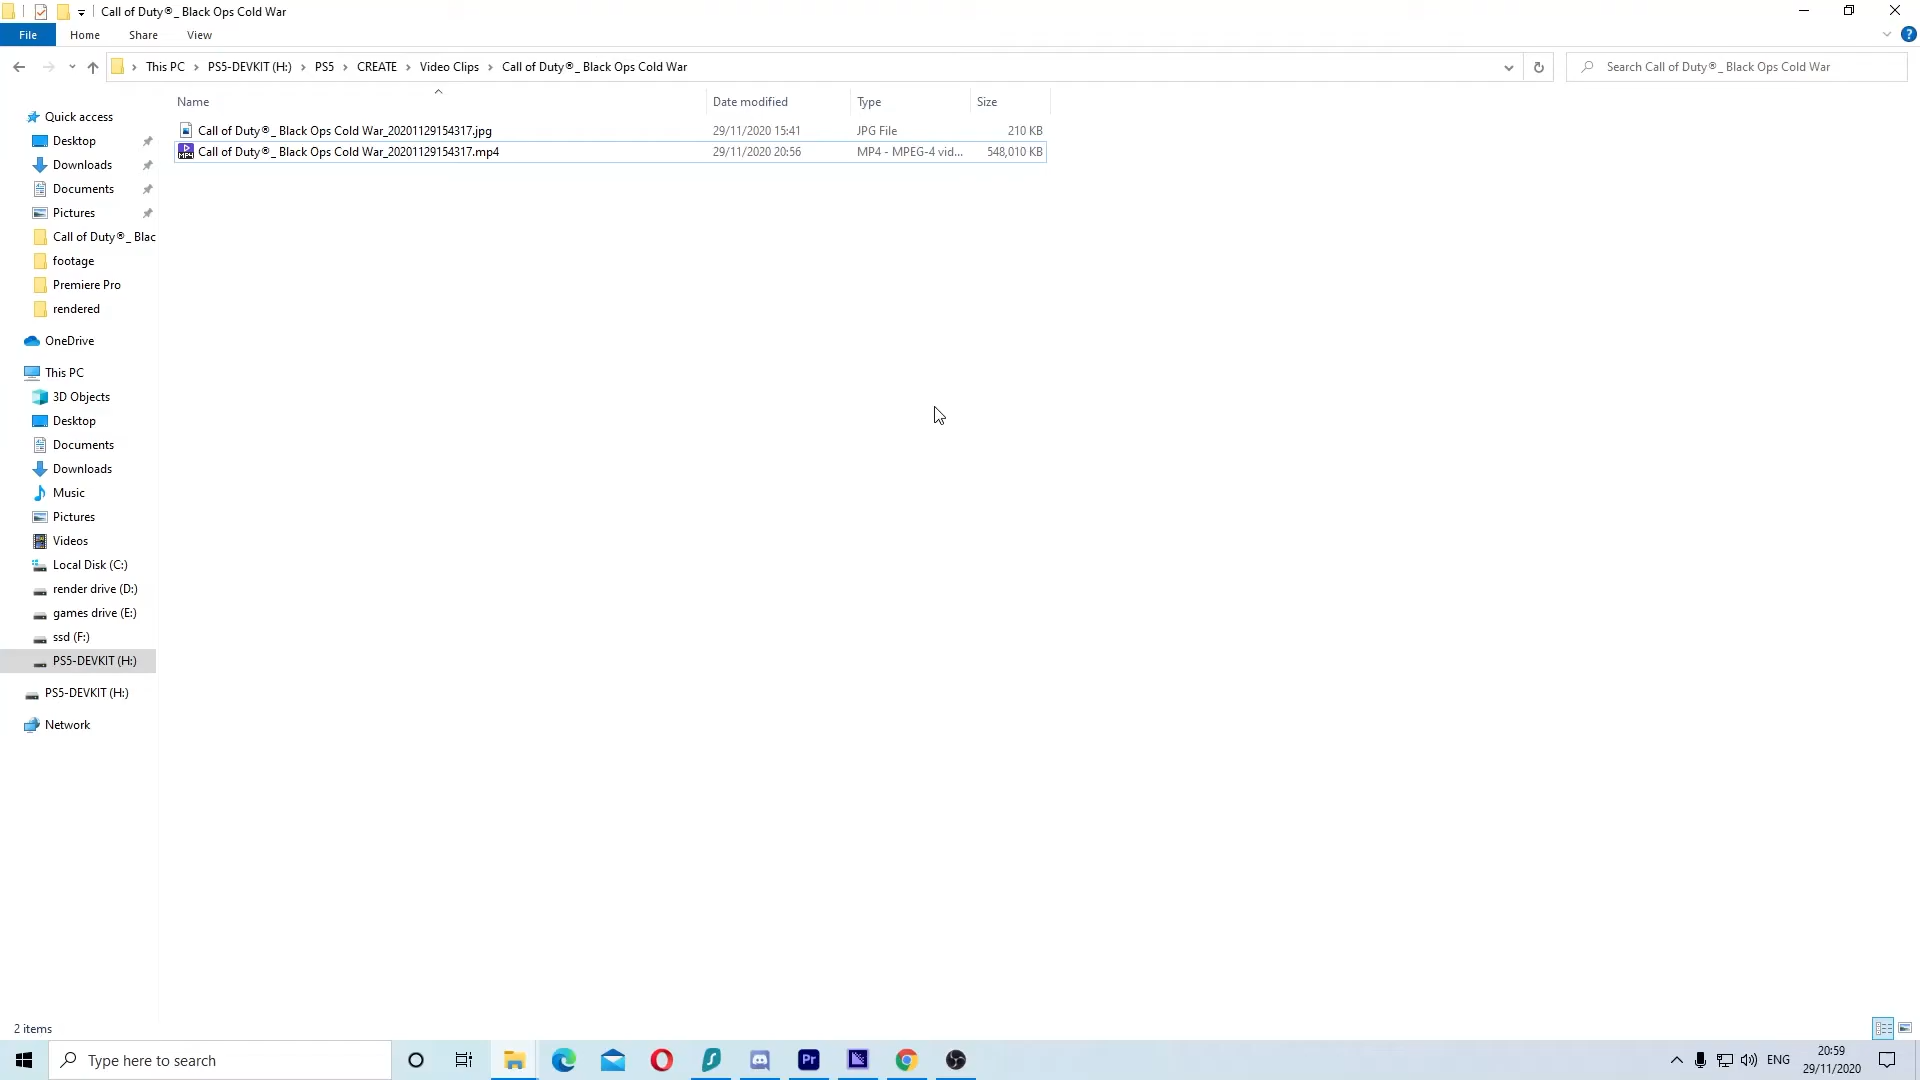 Call of Duty®_ Black Ops Cold War
File Home Share View
This PC PS5-DEVKIT (H:) PS5 CREATE Video Clips Call of Duty®_ Black Ops Cold War
Search Call of Duty®_ Black Ops Cold War
Name Date modified Type Size
Call of Duty®_ Black Ops Cold War_20201129154317.jpg 29/11/2020 15:41 JPG File 210 KB
Call of Duty®_ Black Ops Cold War_20201129154317.mp4 29/11/2020 20:56 MP4 - MPEG-4 vid... 548,010 KB
Quick access
Desktop
Downloads
Documents
Pictures
Call of Duty®_ Blac
footage
Premiere Pro
rendered
OneDrive
This PC
3D Objects
Desktop
Documents
Downloads
Music
Pictures
Videos
Local Disk (C:)
render drive (D:)
games drive (E:)
ssd (F:)
PS5-DEVKIT (H:)
PS5-DEVKIT (H:)
Network
2 items
Type here to search
Pr
ENG
20:59
29/11/2020